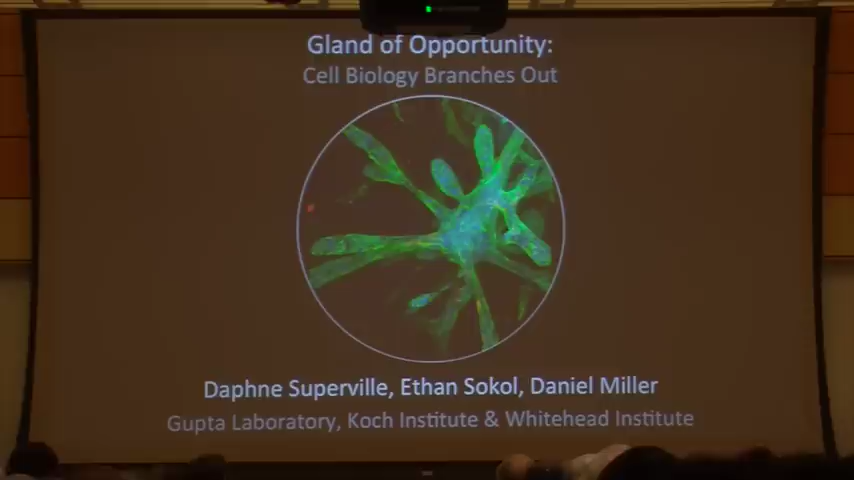 Gland of Opportunity:
Cell Biology Branches Out
Daphne Superville, Ethan Sokol, Daniel Miller
Gupta Laboratory, Koch Institute & Whitehead Institute